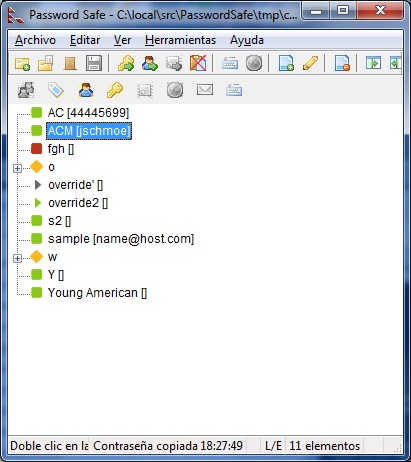 Password Safe - C:\local\src\PasswordSafe\tmp\c...
Archivo Editar Ver Herramientas Ayuda
AC [44445699]
ACM [jschmoe]
fgh []
o
override' []
override2 []
s2 []
sample [name@host.com]
w
Y []
Young American []
Doble clic en la Contraseña copiada 18:27:49 L/E 11 elementos